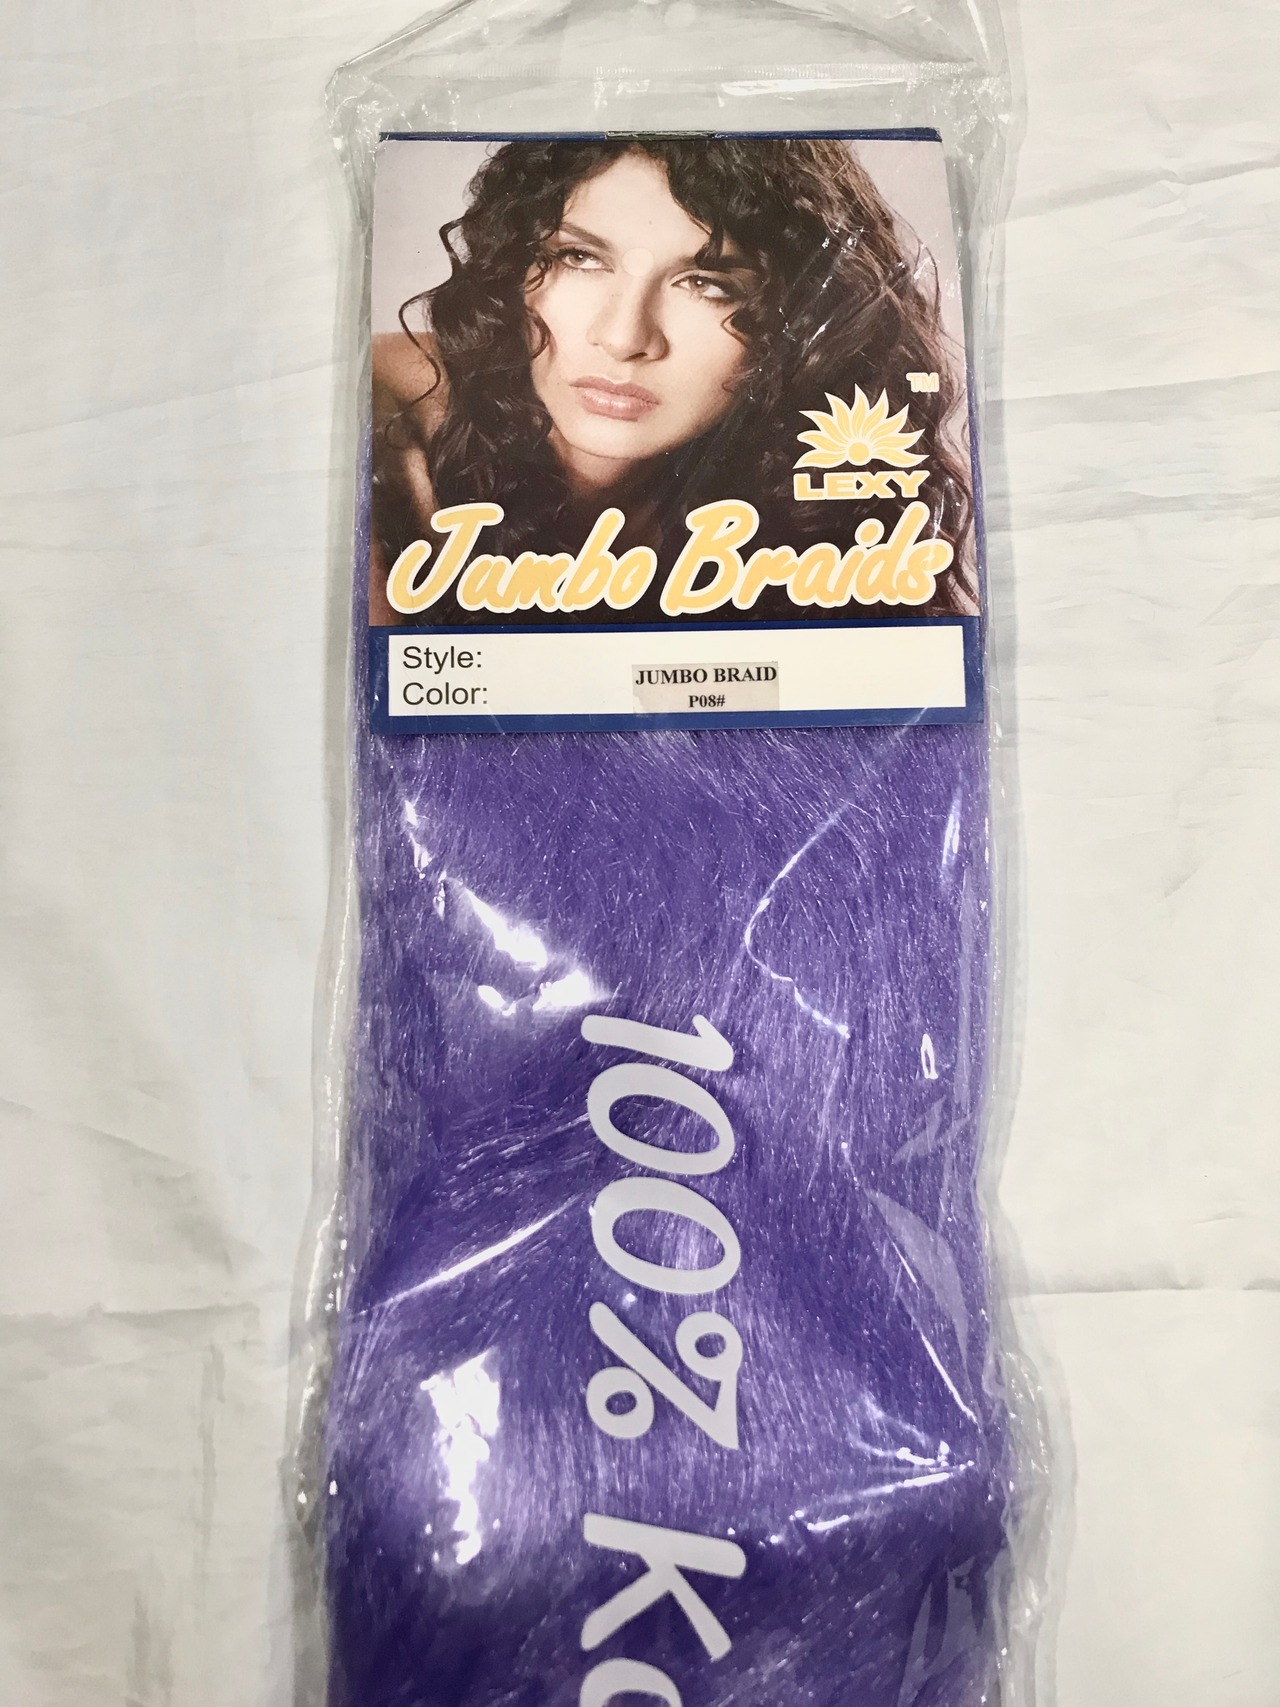 TM
LEXY
Jumbo Braids
Style:
JUMBO BRAID
Color:
P08#
100%